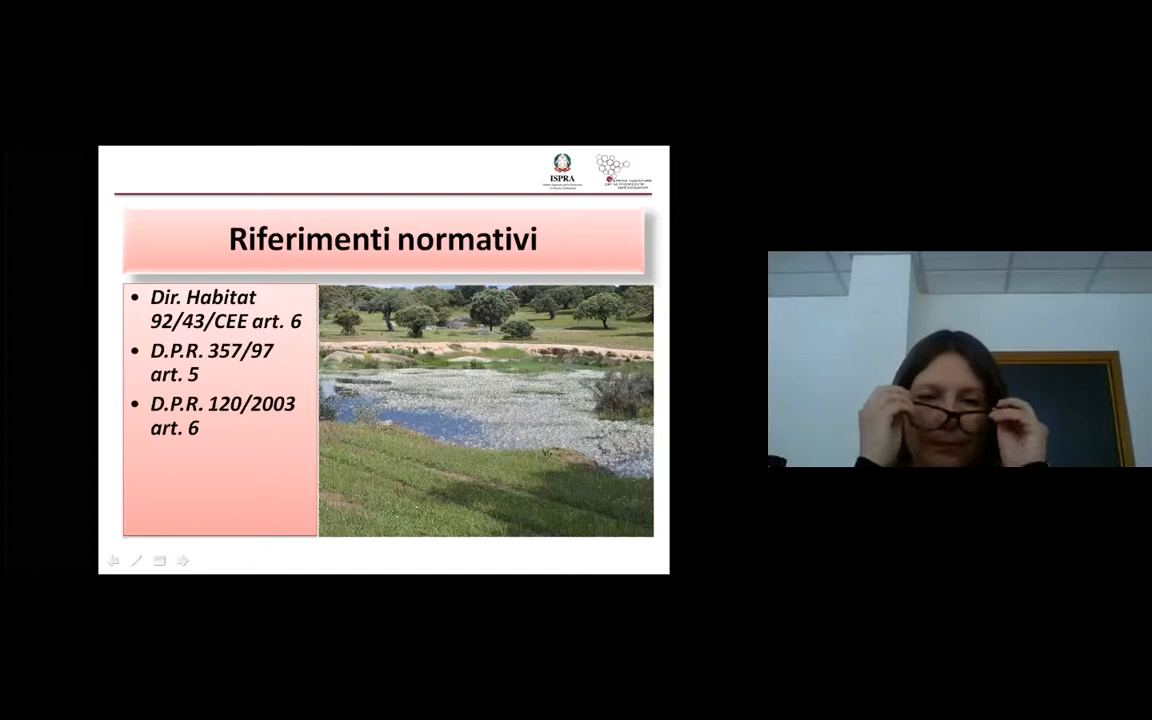 ISPRA
Riferimenti normativi
• Dir. Habitat
92/43/CEE art. 6
• D.P.R. 357/97
art. 5
• D.P.R. 120/2003
art. 6